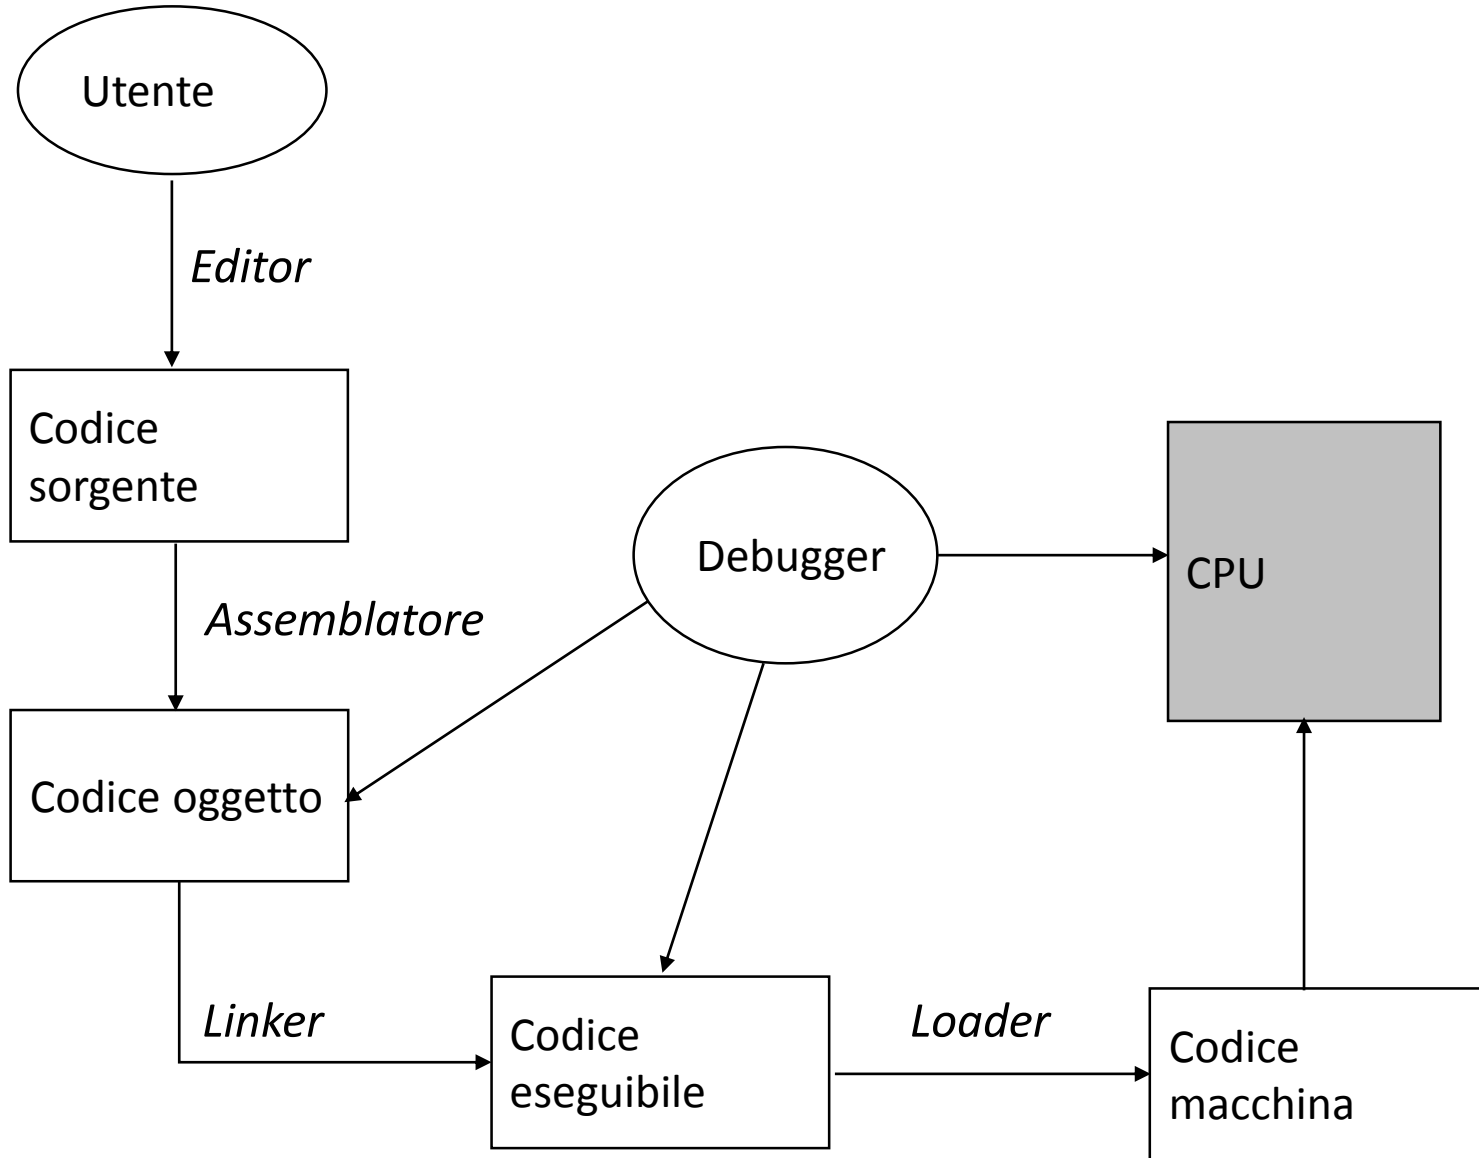 Utente
Editor
Codice
sorgente
Debugger
CPU
Assemblatore
Codice oggetto
Linker
Codice
eseguibile
Loader
Codice
macchina